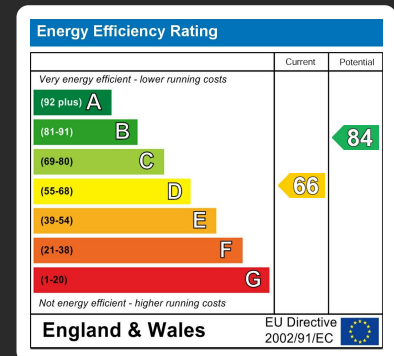 Energy Efficiency Rating
Current Potential
Very energy efficient - lower running costs
(92 plus) A
(81-91) B
84
(69-80) C
(55-68) D
66
(39-54) E
(21-38) F
(1-20) G
Not energy efficient - higher running costs
England & Wales
EU Directive
2002/91/EC